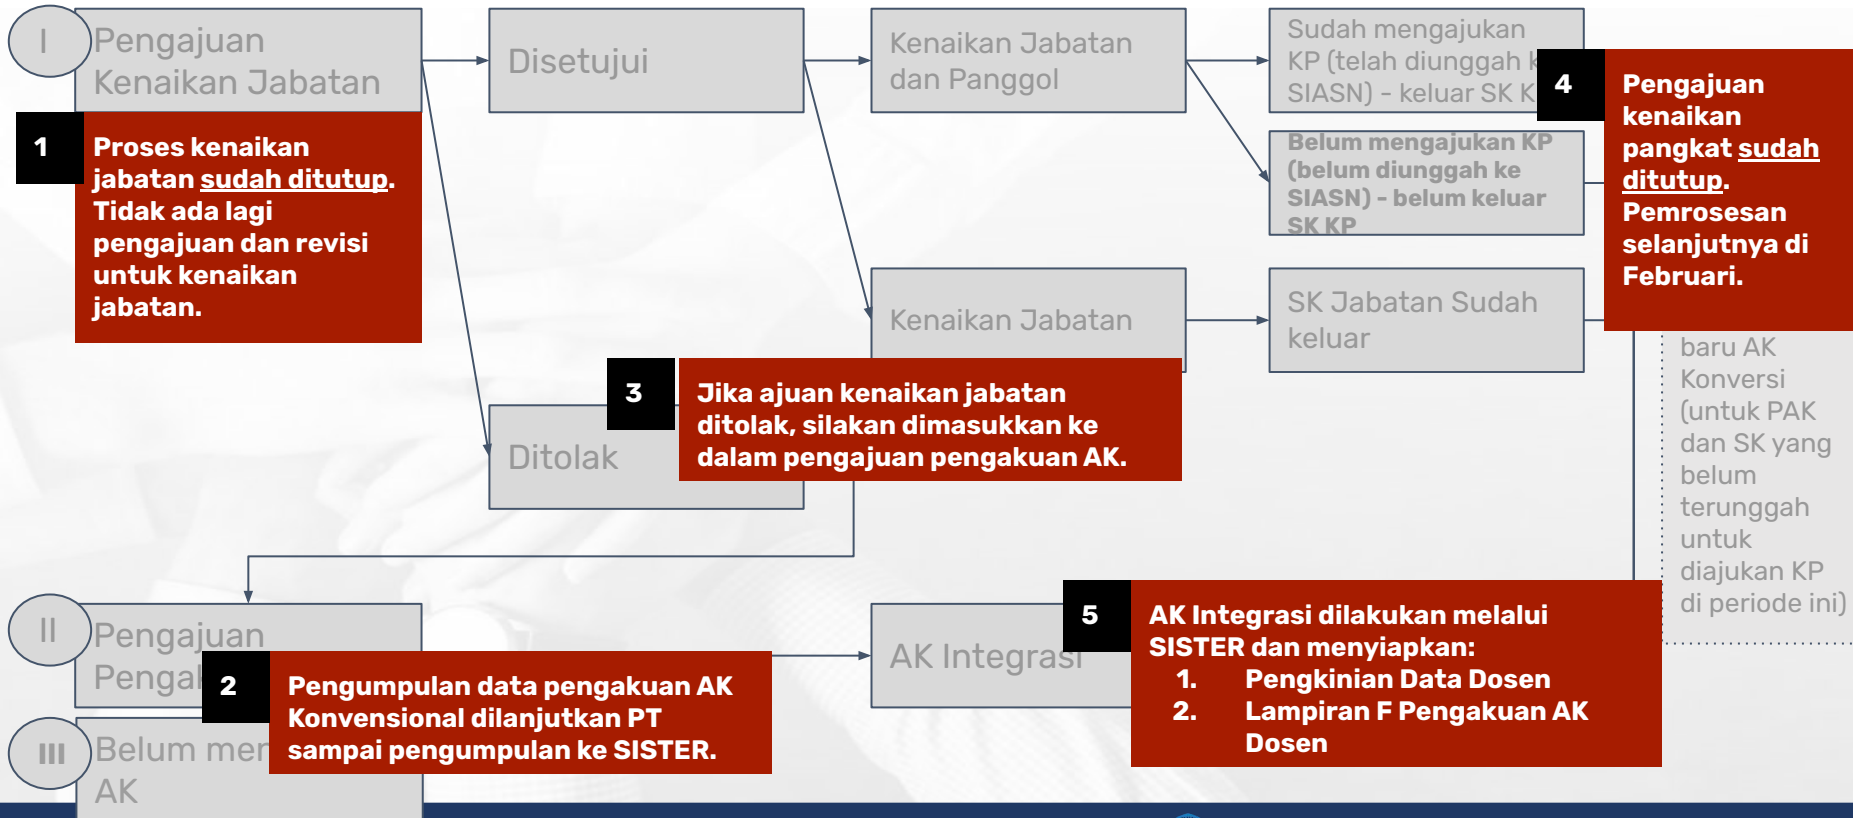 I
Pengajuan
Kenaikan Jabatan
Disetujui
Kenaikan Jabatan
dan Panggol
Sudah mengajukan
KP (telah diunggah
SIASN) - keluar SK
4
Pengajuan
kenaikan
pangkat sudah
ditutup.
Pemrosesan
selanjutnya di
Februari.
1
Proses kenaikan
jabatan sudah ditutup.
Tidak ada lagi
pengajuan dan revisi
untuk kenaikan
jabatan.
Belum mengajukan KP
(belum diunggah ke
SIASN) - belum keluar
SK KP
Kenaikan Jabatan
SK Jabatan Sudah
keluar
baru AK
Konversi
(untuk PAK
dan SK yang
belum
terunggah
untuk
diajukan KP
di periode ini)
3
Jika ajuan kenaikan jabatan
ditolak, silakan dimasukkan ke
dalam pengajuan pengakuan AK.
Ditolak
II
Pengajuan
2
Pengumpulan data pengakuan AK
Konvensional dilanjutkan PT
sampai pengumpulan ke SISTER.
AK Integrasi
5
AK Integrasi dilakukan melalui
SISTER dan menyiapkan:
1. Pengkinian Data Dosen
2. Lampiran F Pengakuan AK
Dosen
III
Belum
AK